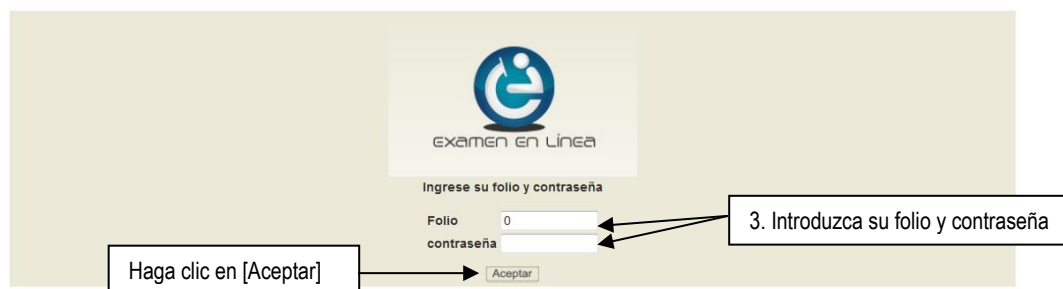 Examen en Línea
Ingrese su folio y contraseña
Folio 0
contraseña
3. Introduzca su folio y contraseña
Haga clic en [Aceptar]
Aceptar